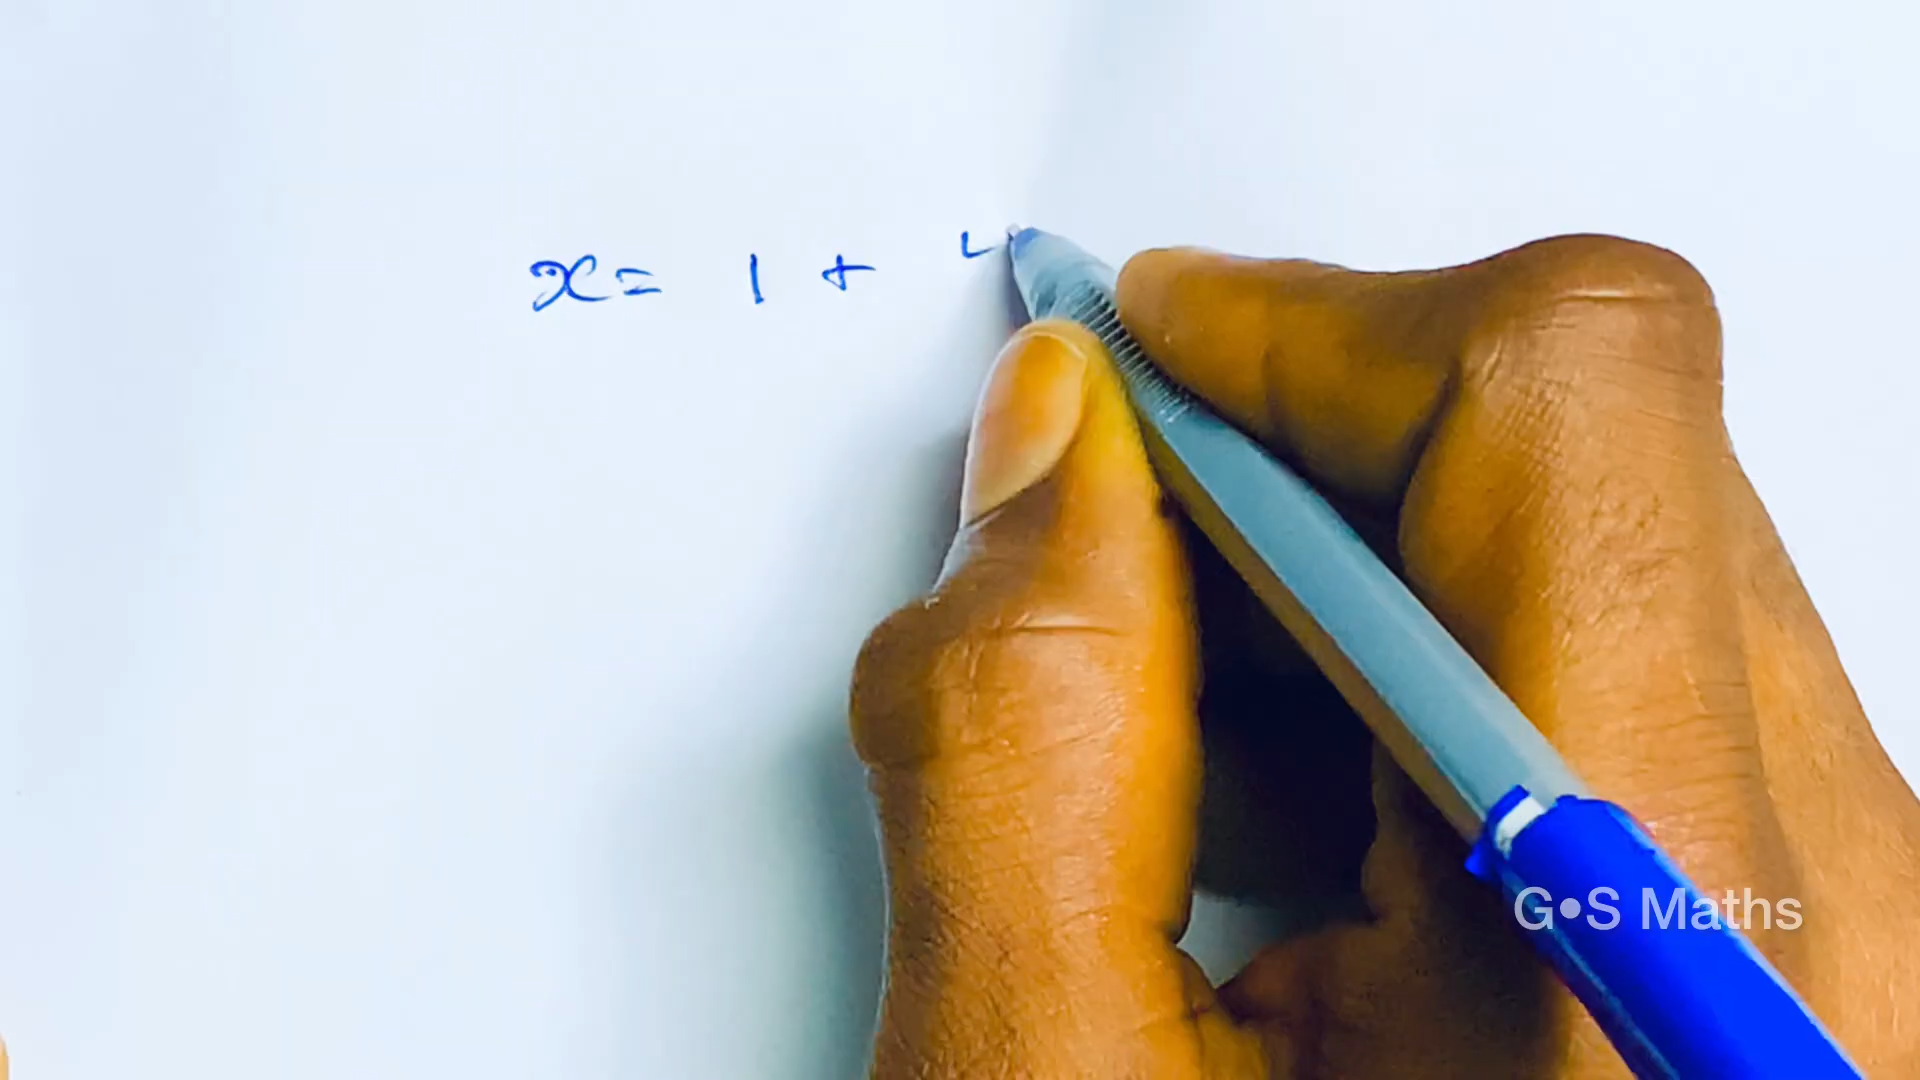 x = 1 +
G•S Maths